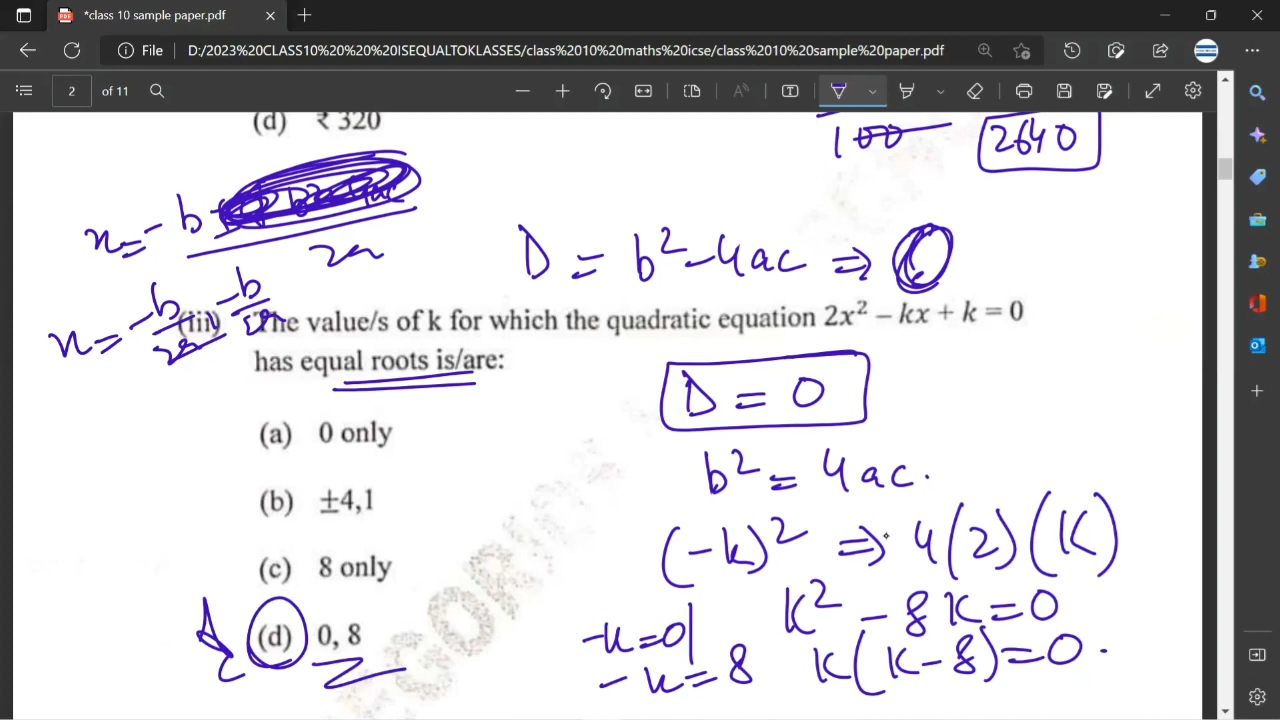 *class 10 sample paper.pdf
File D:/2023%20CLASS10%20%20%20ISEQUALTOKLASSES/class%2010%20maths%20icse/class%2010%20sample%20paper.pdf
2 of 11
(d) ₹ 320
100
2640
x = -b
2a
D = b² - 4ac ⇒ 0
x = -b/2a, -b/2a
(iii) The value/s of k for which the quadratic equation 2x² – kx + k = 0
has equal roots is/are:
D = 0
(a) 0 only
b² = 4ac.
(b) ±4,1
(-k)² ⇒ 4(2)(K)
(c) 8 only
K² - 8K = 0
(d) 0, 8
-k = 0
K(K-8) = 0.
-k = 8